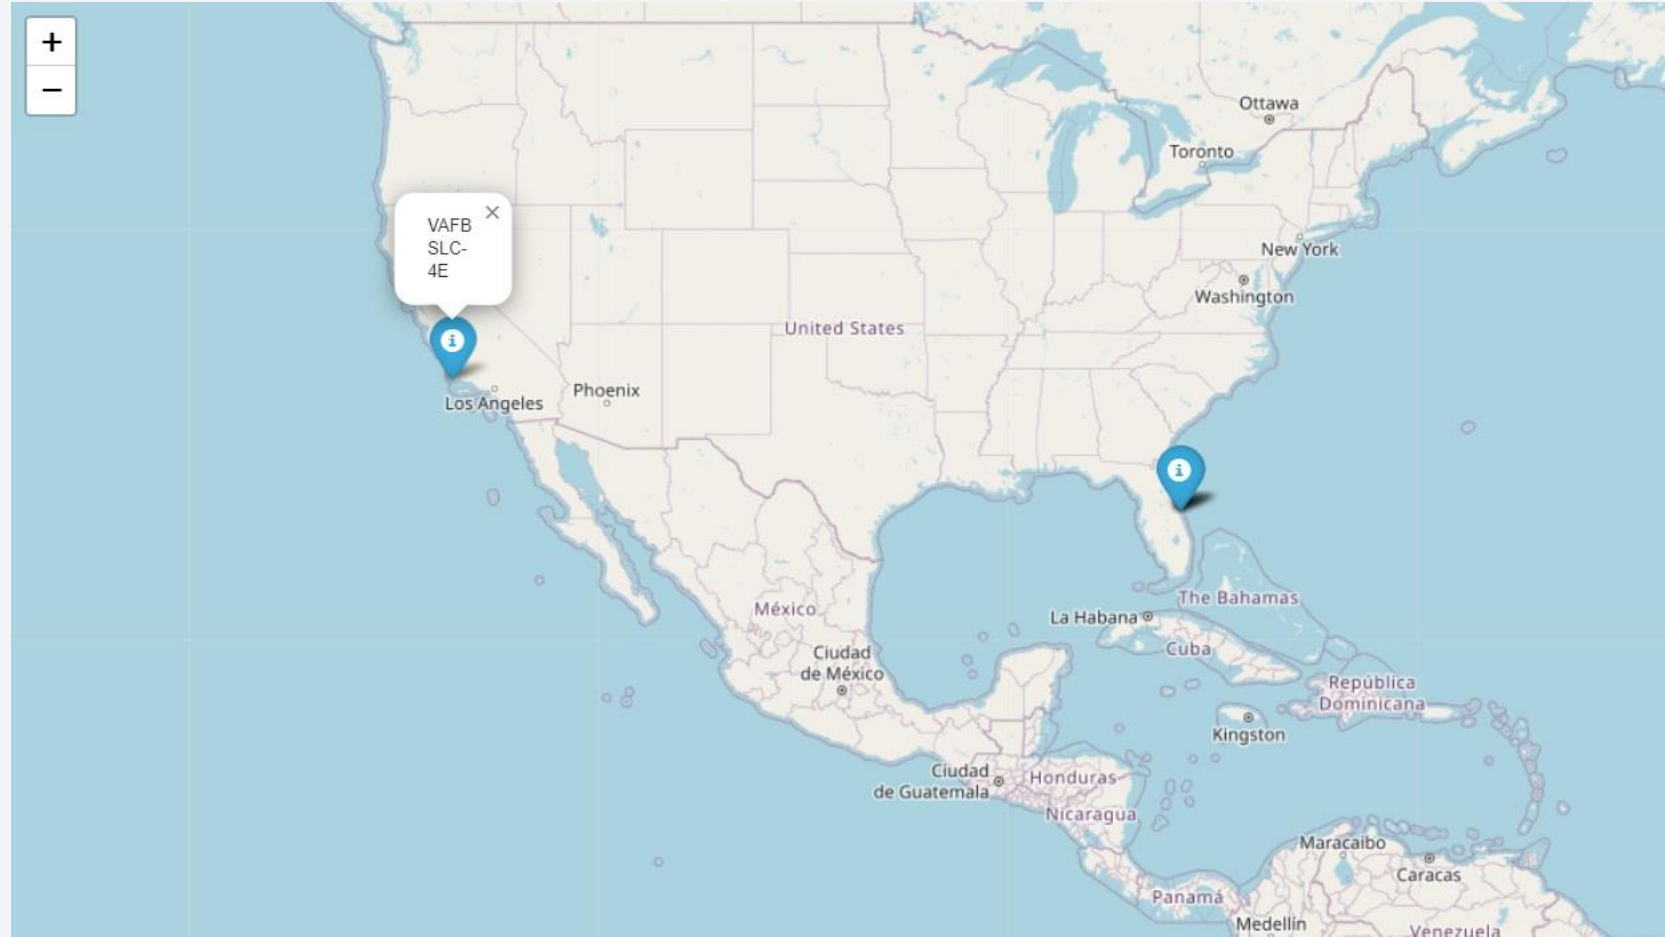 +
−
Ottawa
Toronto
×
VAFB
SLC-
4E
New York
Washington
United States
Phoenix
Los Angeles
The Bahamas
México
La Habana
Cuba
Ciudad
de México
República
Dominicana
Kingston
Ciudad
de Guatemala
Honduras
Nicaragua
Maracaibo
Caracas
Panamá
Medellín
Venezuela